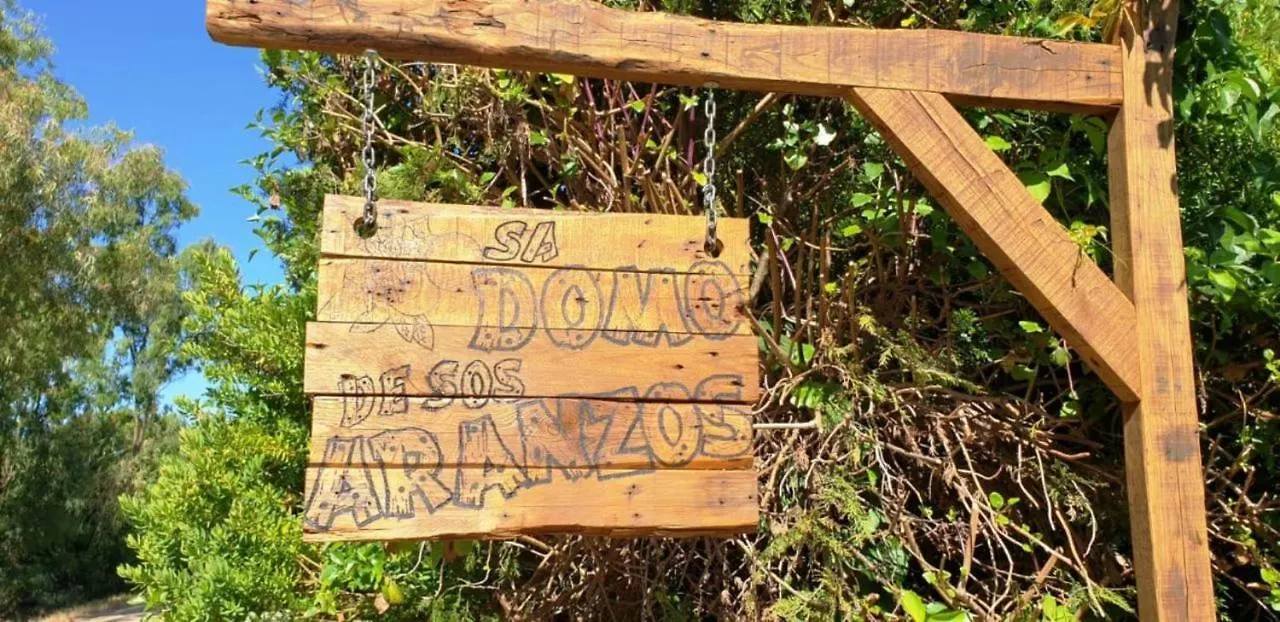 SA
DOMO
DE SOS
ARANZOS